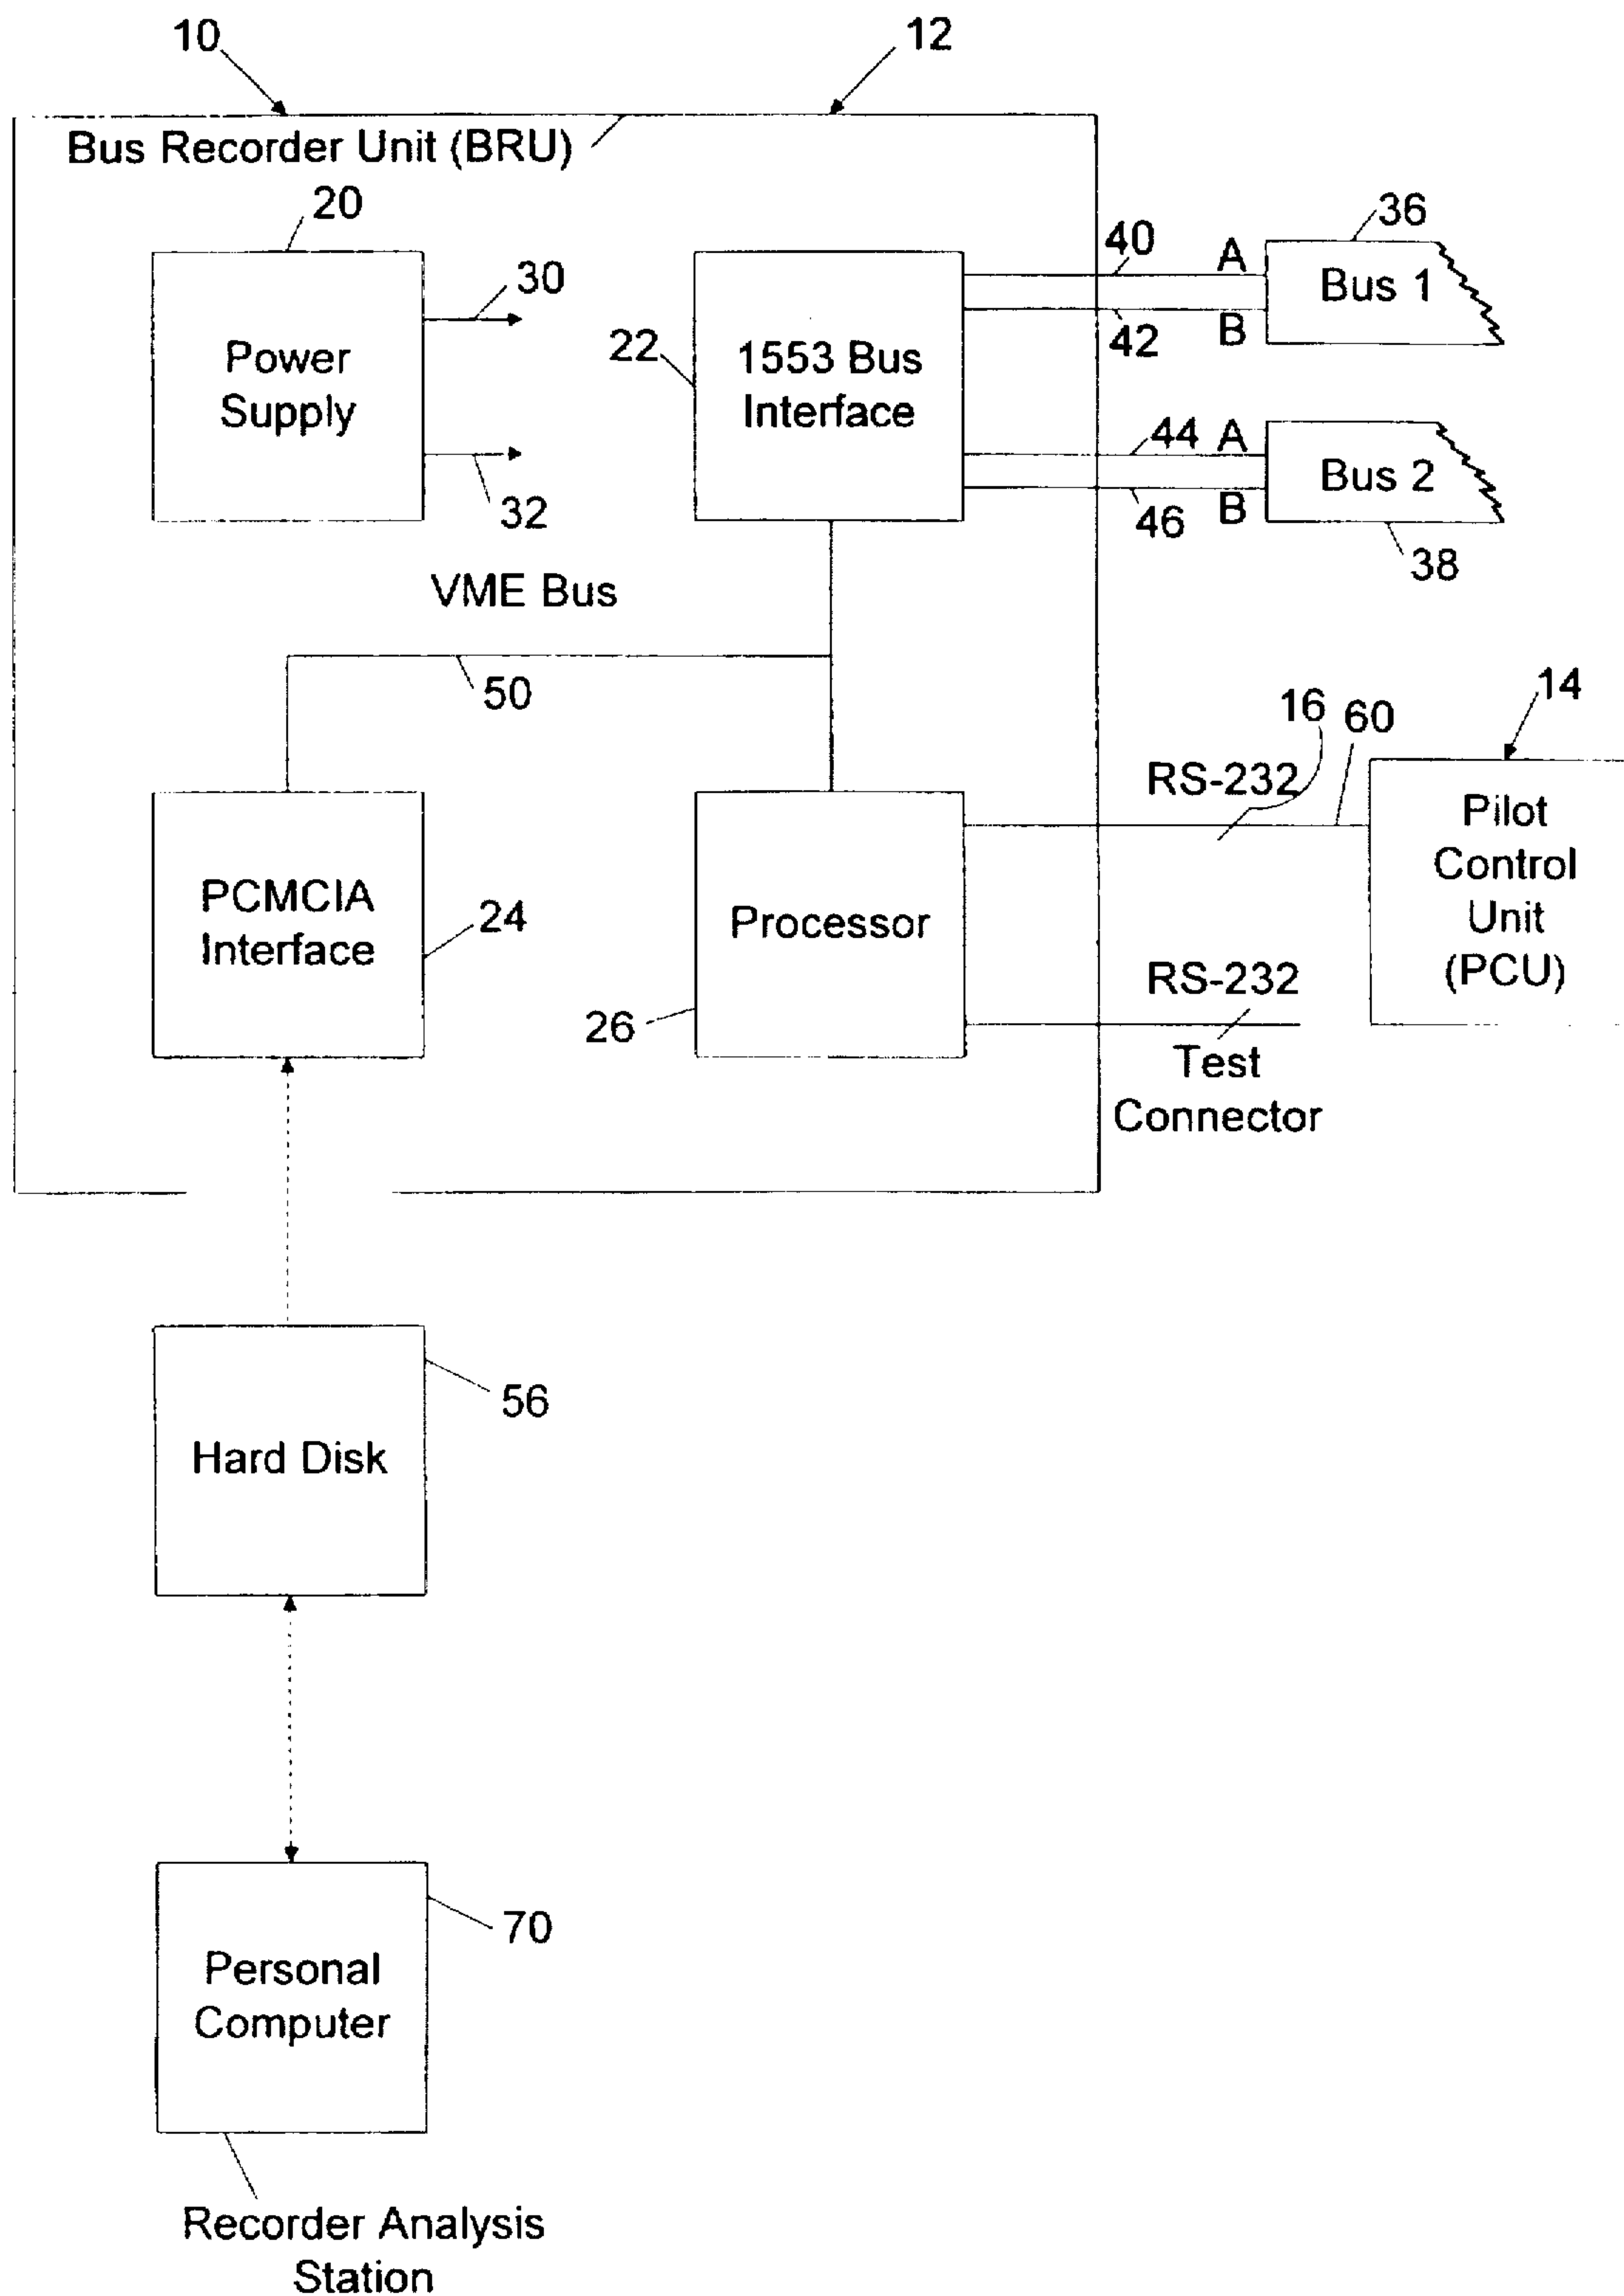 10
12
Bus Recorder Unit (BRU)
20
30
Power
Supply
32
22
1553 Bus
Interface
40
A
42
B
36
Bus 1
44
A
46
B
Bus 2
38
VME Bus
50
16
60
14
RS-232
Pilot
Control
Unit
(PCU)
PCMCIA
Interface
24
Processor
26
RS-232
Test
Connector
56
Hard Disk
70
Personal
Computer
Recorder Analysis
Station